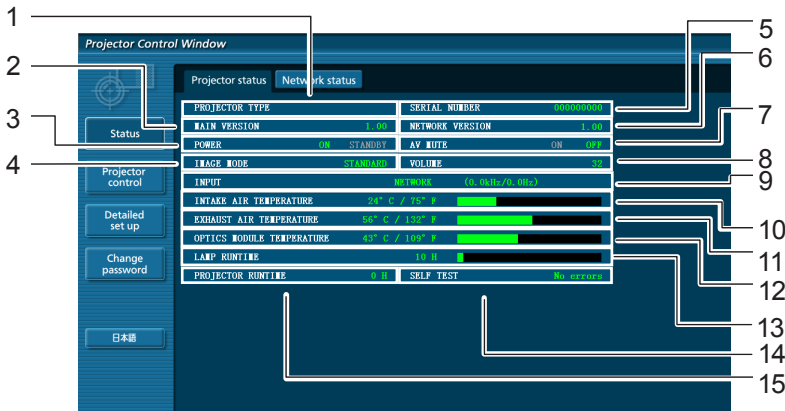 1
2
3
4
5
6
7
8
9
10
11
12
13
14
15
Projector Control Window
Projector status Network status
Status
Projector
control
Detailed
set up
Change
password
日本語
PROJECTOR TYPE SERIAL NUMBER 000000000
MAIN VERSION 1.00 NETWORK VERSION 1.00
POWER ON STANDBY AV MUTE ON OFF
IMAGE MODE STANDARD VOLUME 32
INPUT NETWORK (0.0kHz/0.0Hz)
INTAKE AIR TEMPERATURE 24° C / 75° F
EXHAUST AIR TEMPERATURE 56° C / 132° F
OPTICS MODULE TEMPERATURE 43° C / 109° F
LAMP RUNTIME 10 H
PROJECTOR RUNTIME 0 H SELF TEST No errors